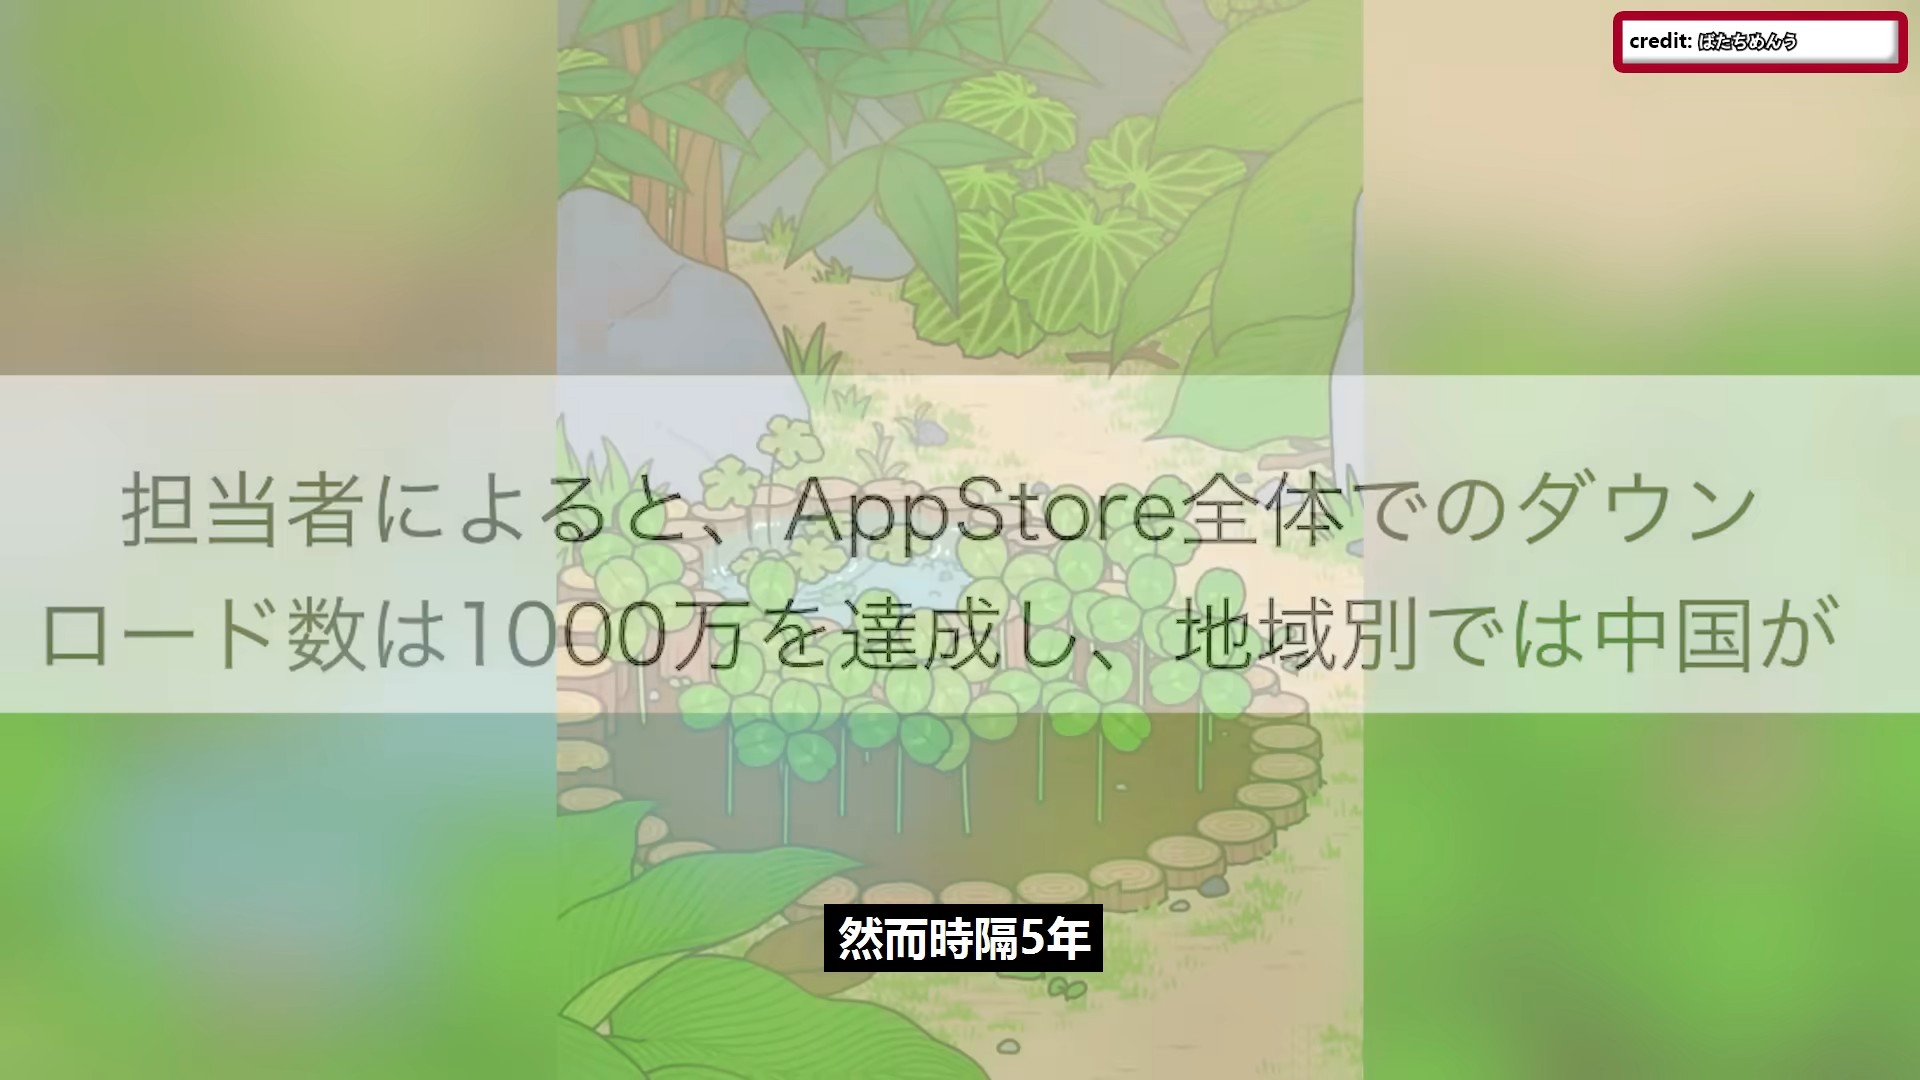 credit: ぽたちめんう
担当者によると、AppStore全体でのダウン
ロード数は1000万を達成し、地域別では中国が
然而時隔5年